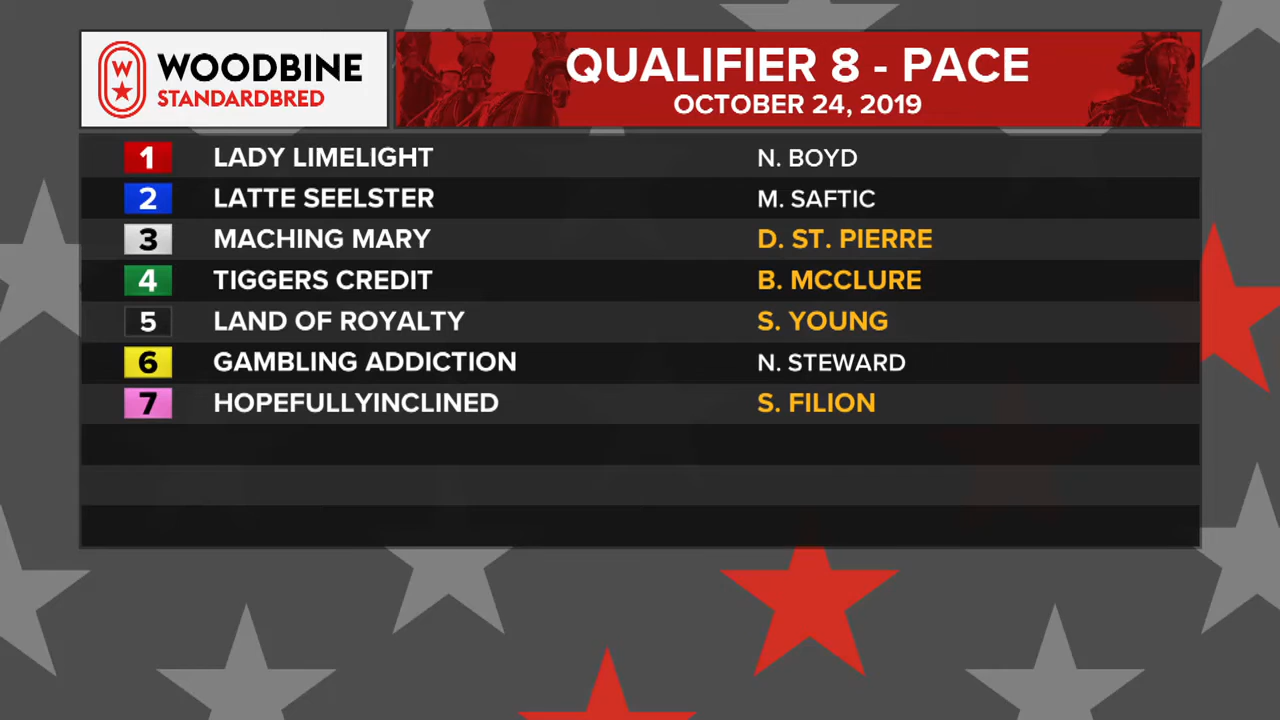 W
WOODBINE
STANDARDBRED
QUALIFIER 8 - PACE
OCTOBER 24, 2019
1 LADY LIMELIGHT N. BOYD
2 LATTE SEELSTER M. SAFTIC
3 MACHING MARY D. ST. PIERRE
4 TIGGERS CREDIT B. MCCLURE
5 LAND OF ROYALTY S. YOUNG
6 GAMBLING ADDICTION N. STEWARD
7 HOPEFULLYINCLINED S. FILION